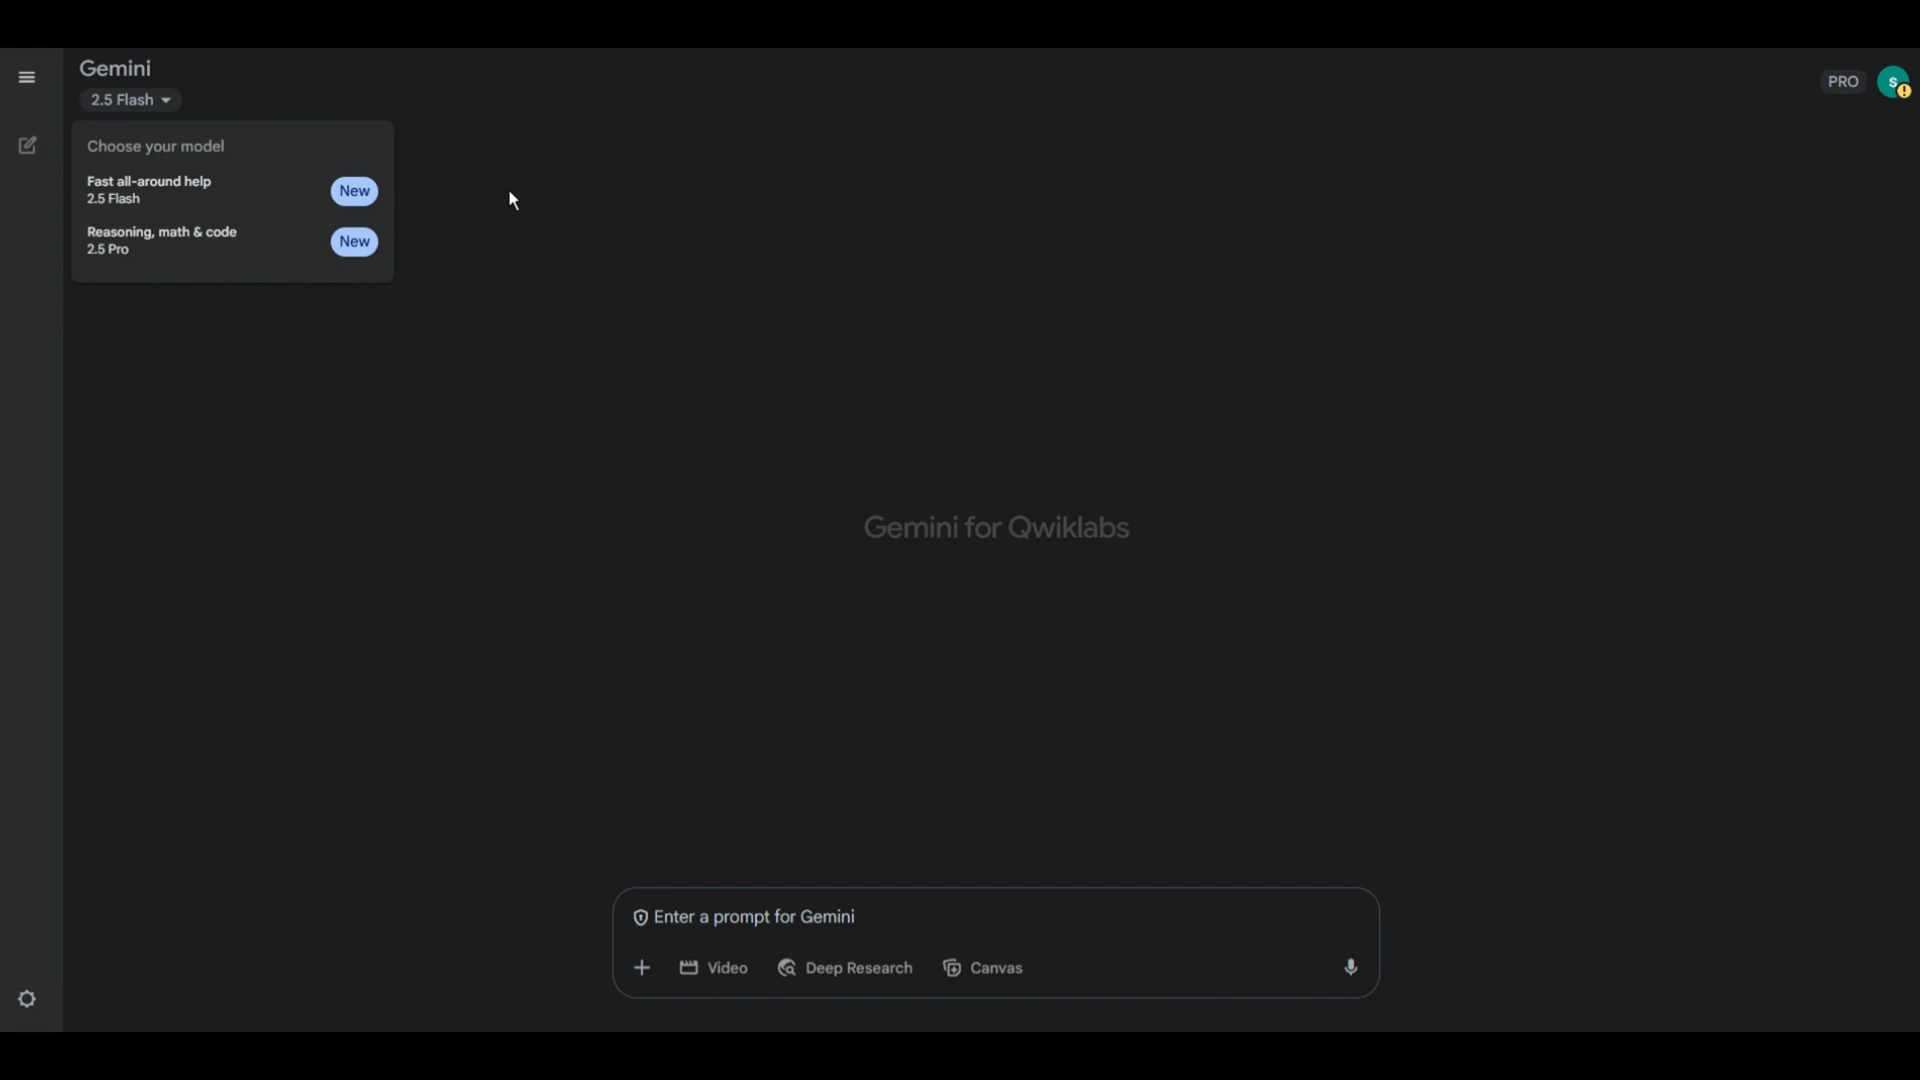 Gemini
2.5 Flash
PRO
S
Choose your model
Fast all-around help
2.5 Flash
New
Reasoning, math & code
2.5 Pro
New
Gemini for Qwiklabs
Enter a prompt for Gemini
Video
Deep Research
Canvas